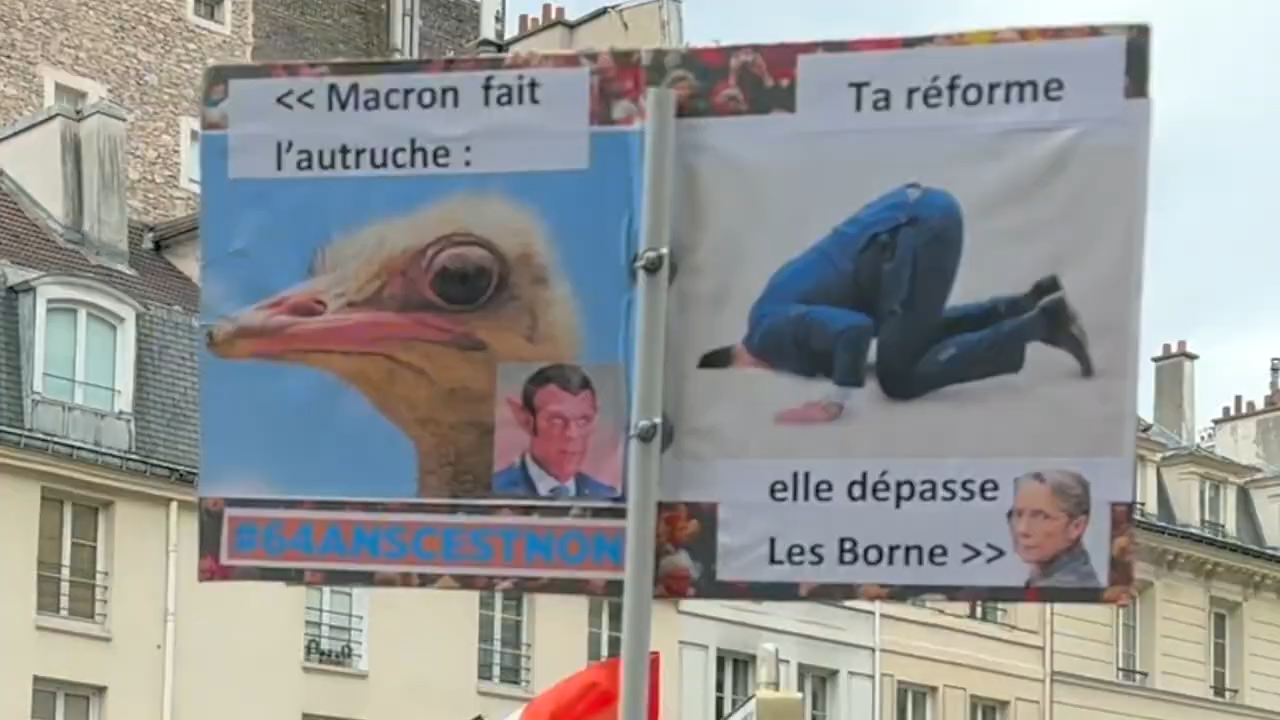 << Macron fait
l'autruche :
#64ANSCESTNON
Ta réforme
elle dépasse
Les Borne >>